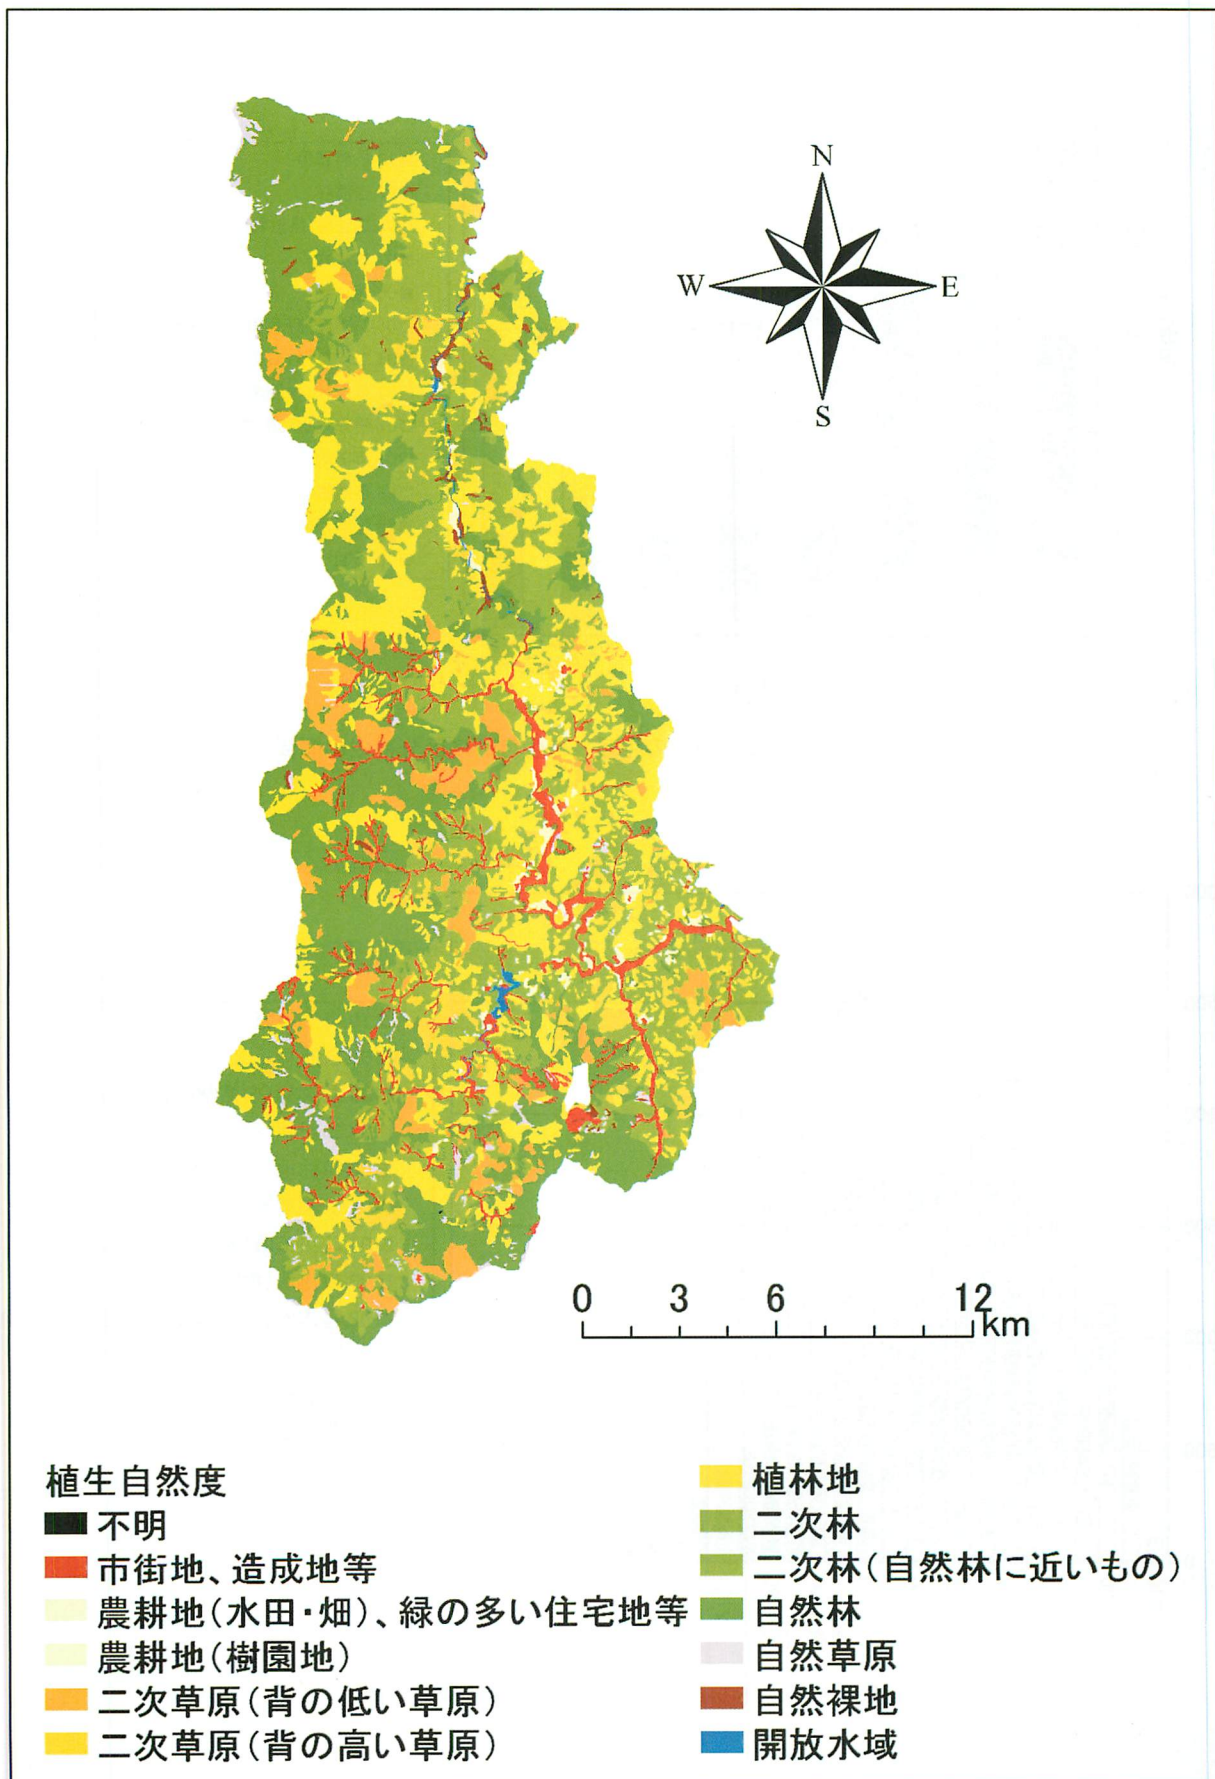 N
W
E
S
0 3 6 12
km
植生自然度
不明
市街地、造成地等
農耕地(水田・畑)、緑の多い住宅地等
農耕地(樹園地)
二次草原(背の低い草原)
二次草原(背の高い草原)
植林地
二次林
二次林(自然林に近いもの)
自然林
自然草原
自然裸地
開放水域